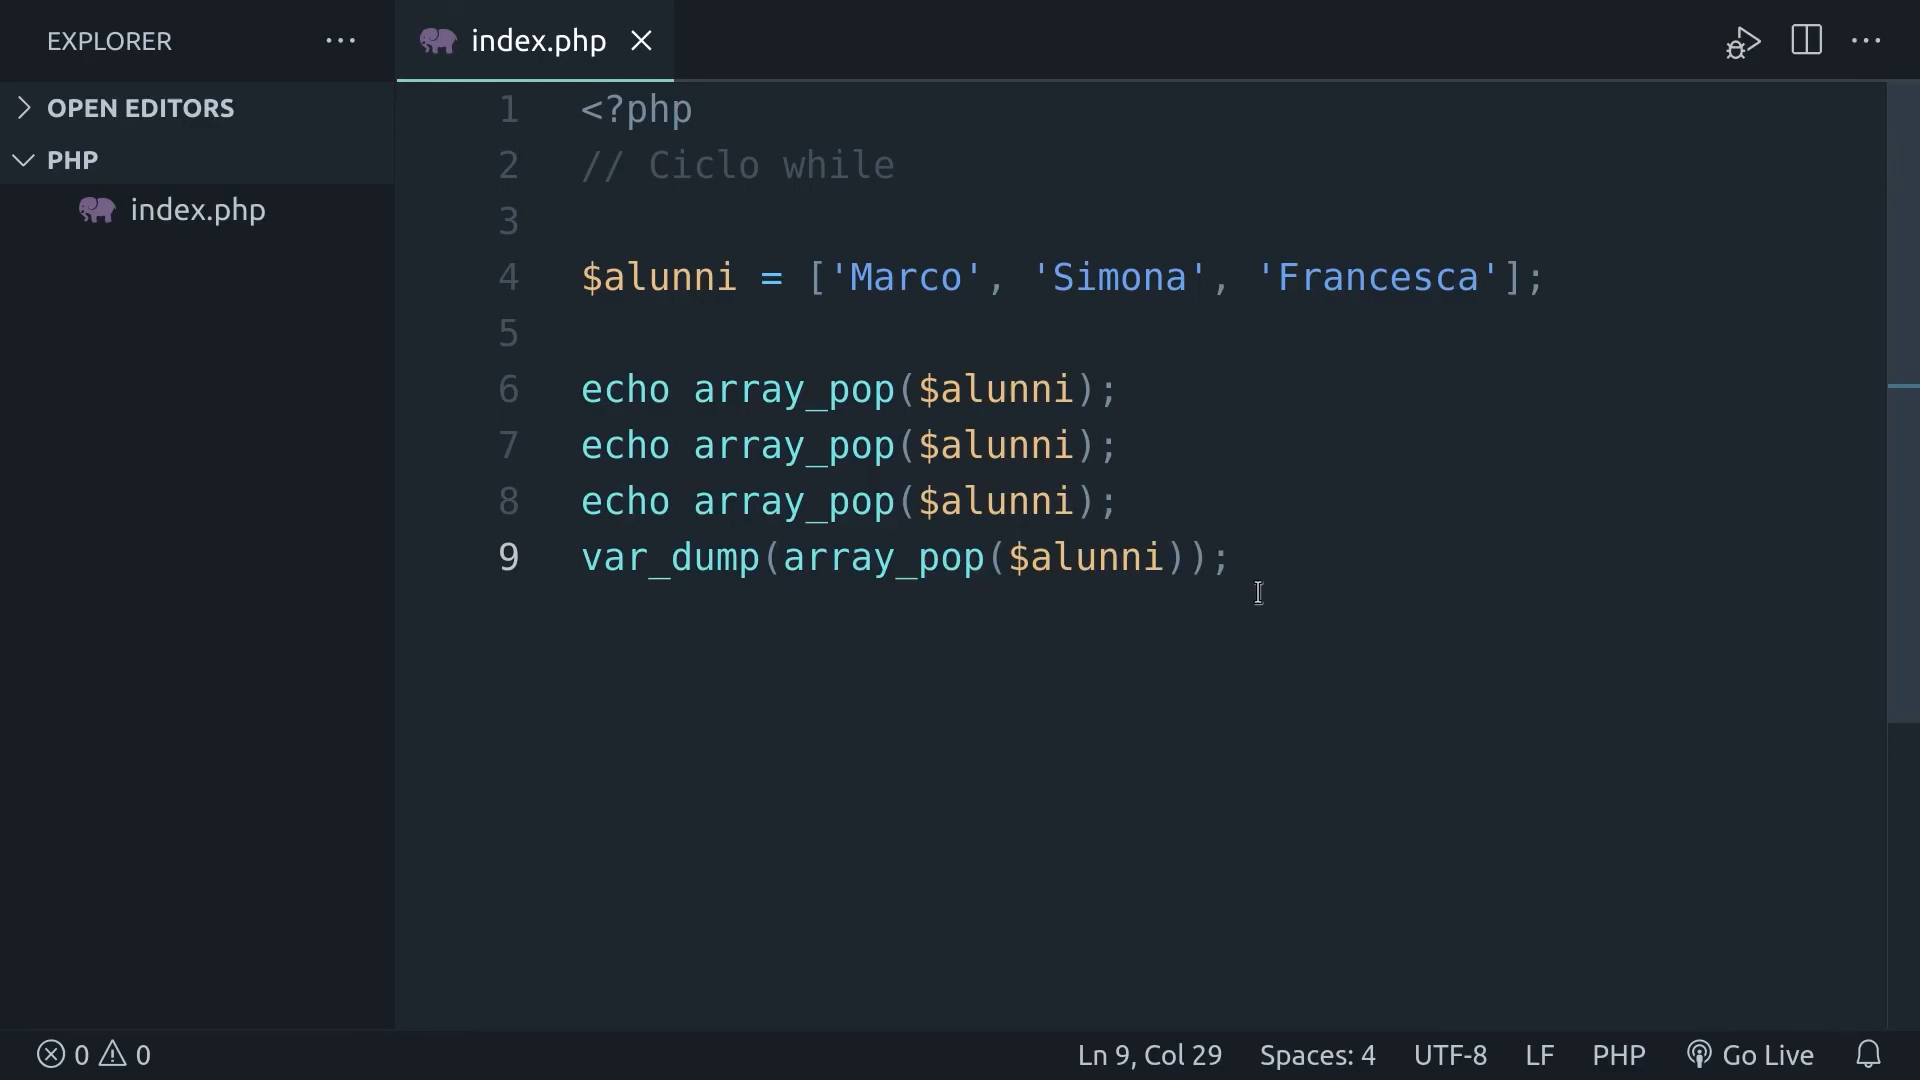 EXPLORER
index.php
OPEN EDITORS
PHP
index.php
1 <?php
2 // Ciclo while
3
4 $alunni = ['Marco', 'Simona', 'Francesca'];
5
6 echo array_pop($alunni);
7 echo array_pop($alunni);
8 echo array_pop($alunni);
9 var_dump(array_pop($alunni));
0 0 Ln 9, Col 29 Spaces: 4 UTF-8 LF PHP Go Live